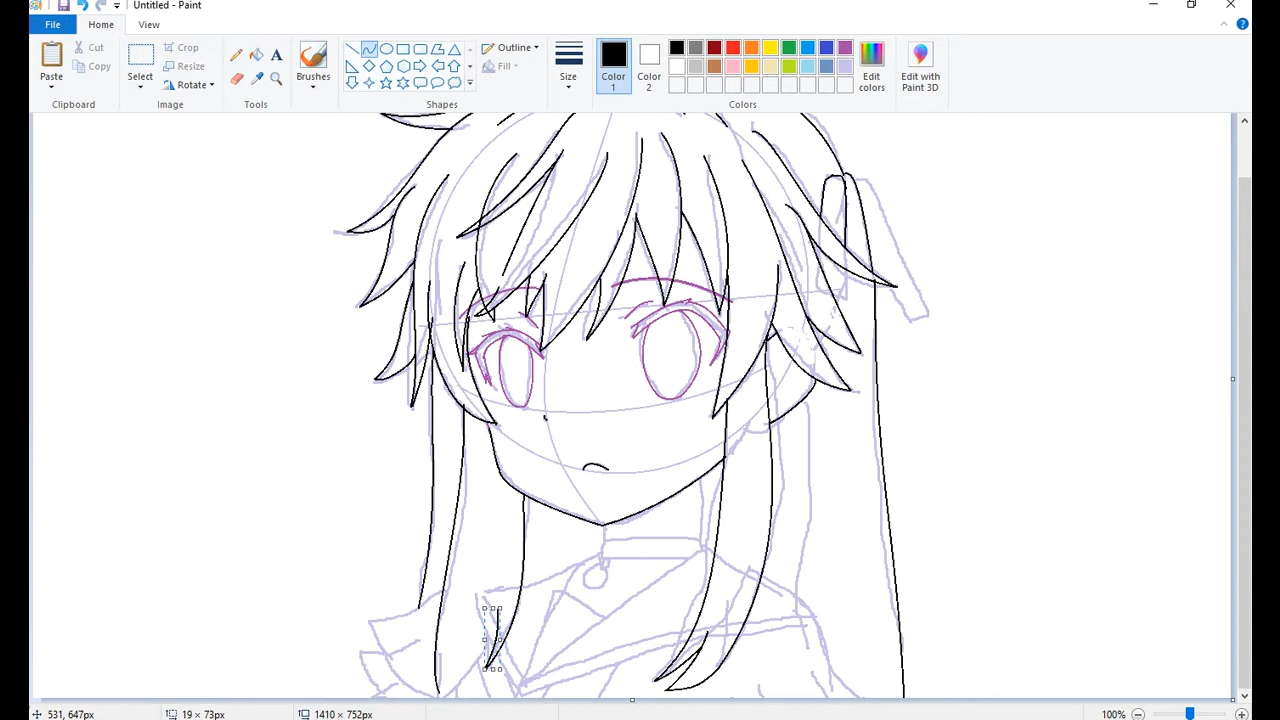 Untitled - Paint
File
Home
View
Paste
Cut
Copy
Clipboard
Select
Crop
Resize
Rotate
Image
Tools
Brushes
Outline
Fill
Shapes
Size
Color
1
Color
2
Edit
colors
Colors
Edit with
Paint 3D
531, 647px
19 × 73px
1410 × 752px
100%